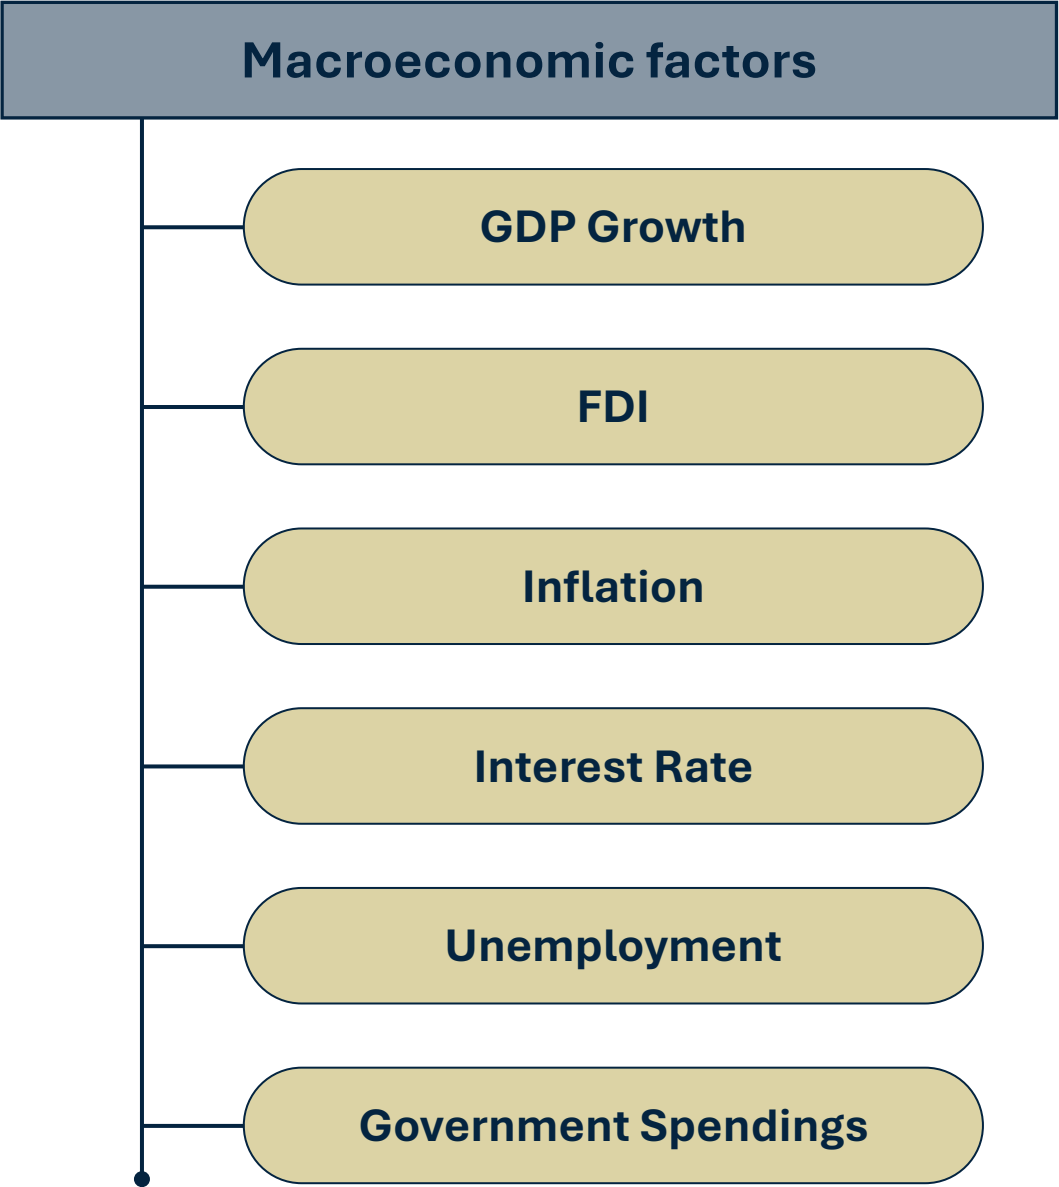 Macroeconomic factors
GDP Growth
FDI
Inflation
Interest Rate
Unemployment
Government Spendings